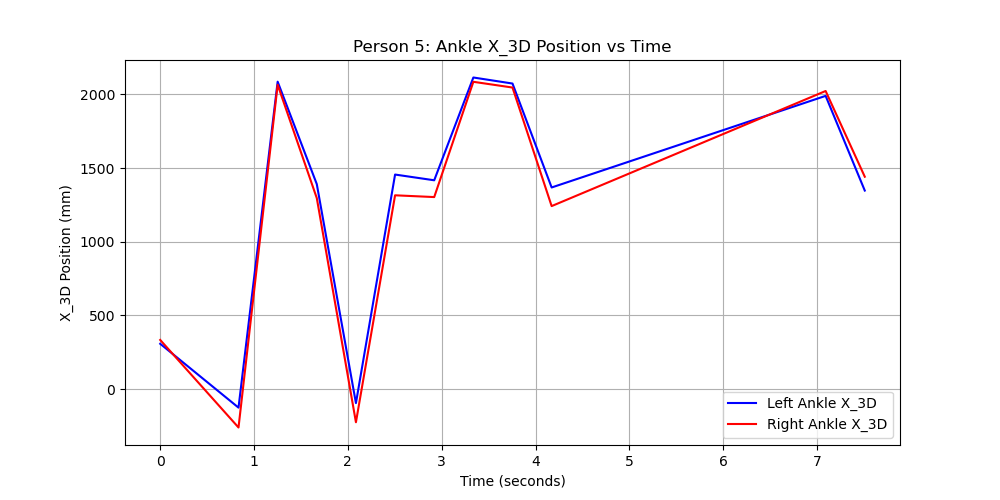 Person 5: Ankle X_3D Position vs Time
X_3D Position (mm)
2000
1500
1000
500
0
0 1 2 3 4 5 6 7
Time (seconds)
Left Ankle X_3D
Right Ankle X_3D